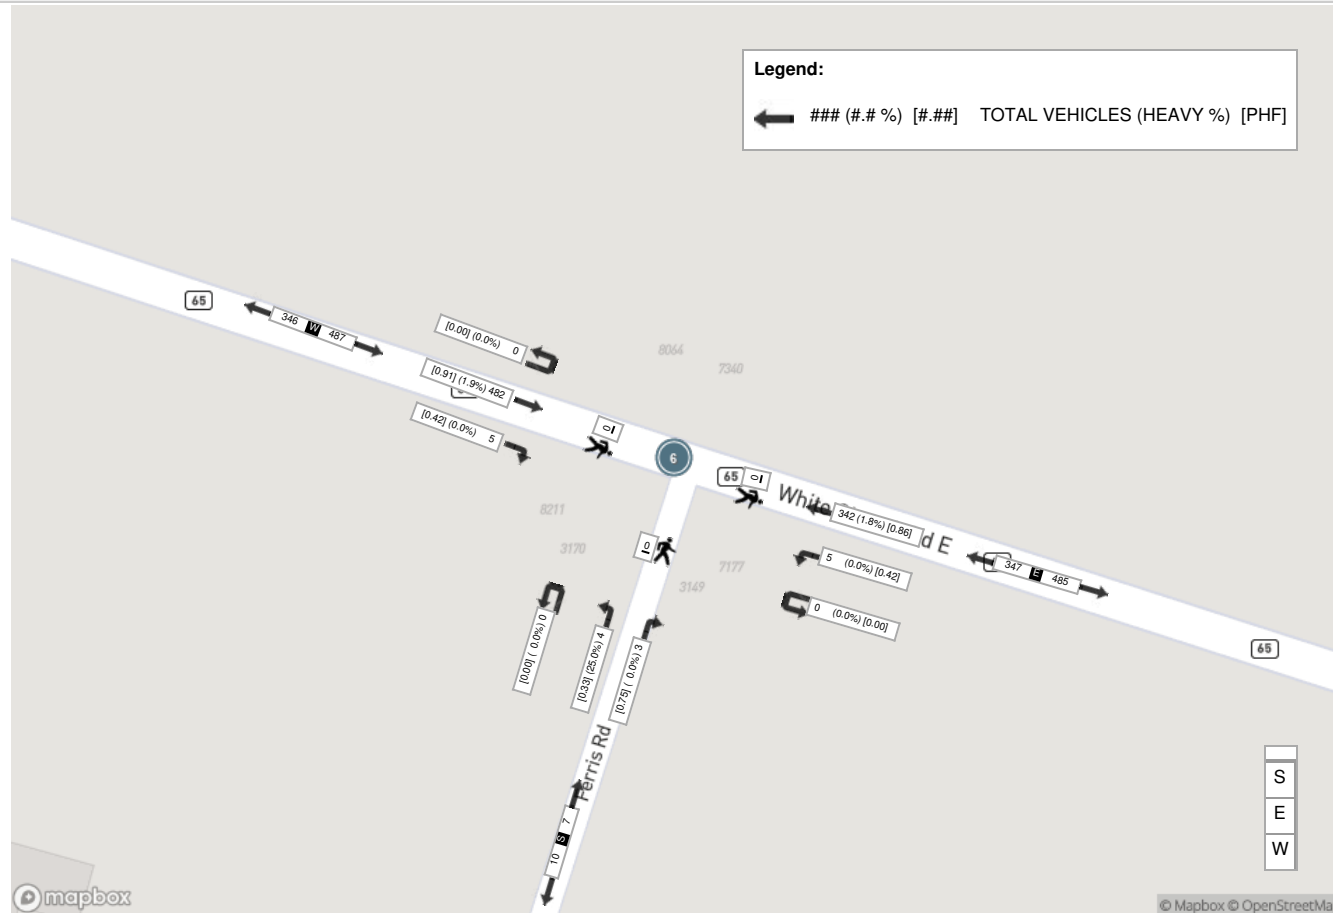 Legend:
### (#.# %) [#.##] TOTAL VEHICLES (HEAVY %) [PHF]
65
346 W 487
[0.00] (0.0%) 0
8064
7340
[0.91] (1.9%) 482
[0.42] (0.0%) 5
0
6
65
0
White
d E
342 (1.8%) [0.86]
8211
3170
0
7177
3149
5 (0.0%) [0.42]
347 E 485
0 (0.0%) [0.00]
[0.00] ( 0.0%) 0
[0.33] (25.0%) 4
[0.75] ( 0.0%) 3
65
Ferris Rd
10 S 7
S
E
W
mapbox
© Mapbox © OpenStreetMa